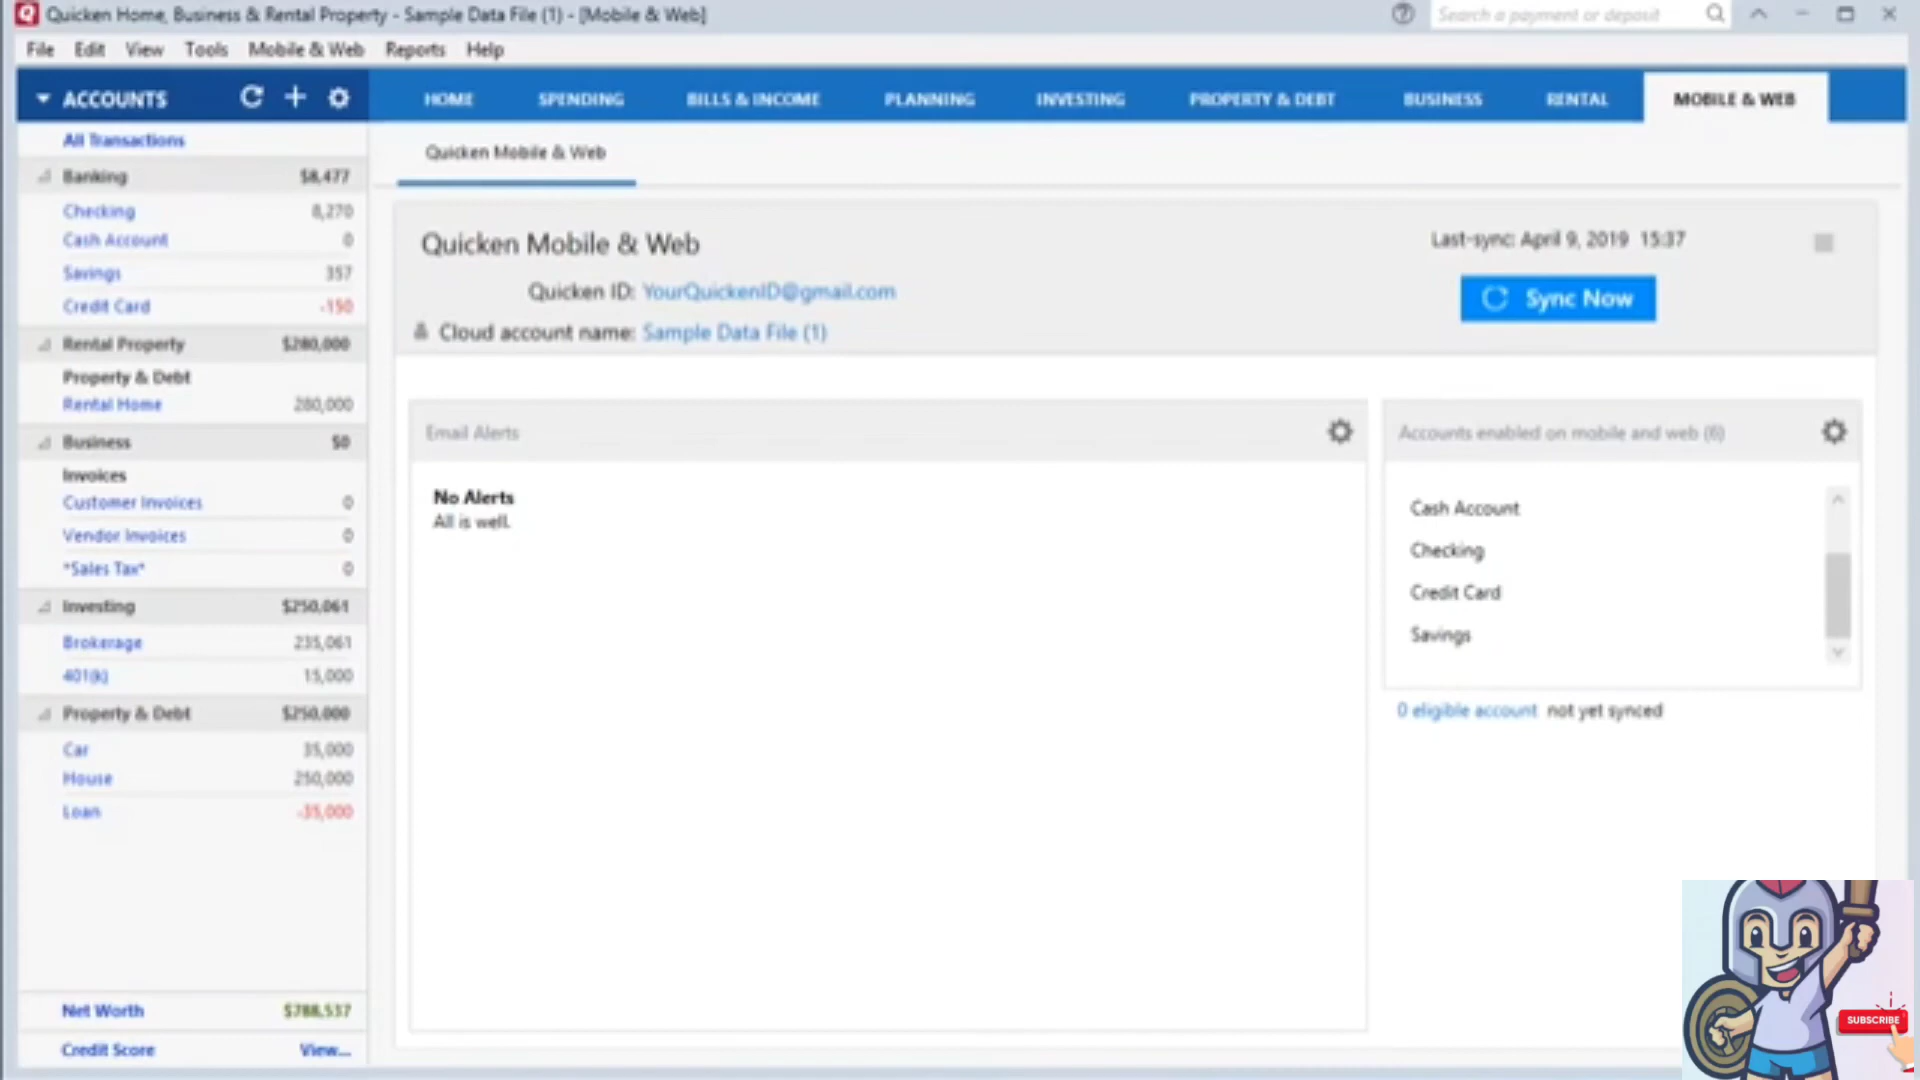 Quicken Home, Business & Rental Property - Sample Data File (1) - [Mobile & Web]
Search a payment or deposit
File Edit View Tools Mobile & Web Reports Help
ACCOUNTS
HOME SPENDING BILLS & INCOME PLANNING INVESTING PROPERTY & DEBT BUSINESS RENTAL MOBILE & WEB
All Transactions
Banking $8,477
Checking 8,270
Cash Account 0
Savings 357
Credit Card -150
Rental Property $280,000
Property & Debt
Rental Home 280,000
Business $0
Invoices
Customer Invoices 0
Vendor Invoices 0
*Sales Tax* 0
Investing $250,061
Brokerage 235,061
401(k) 15,000
Property & Debt $250,000
Car 35,000
House 250,000
Loan -35,000
Net Worth $788,537
Credit Score View...
Quicken Mobile & Web
Quicken Mobile & Web
Quicken ID: YourQuickenID@gmail.com
Cloud account name: Sample Data File (1)
Last-sync: April 9, 2019 15:37
Sync Now
Email Alerts
No Alerts
All is well.
Accounts enabled on mobile and web (6)
Cash Account
Checking
Credit Card
Savings
0 eligible account not yet synced
SUBSCRIBE